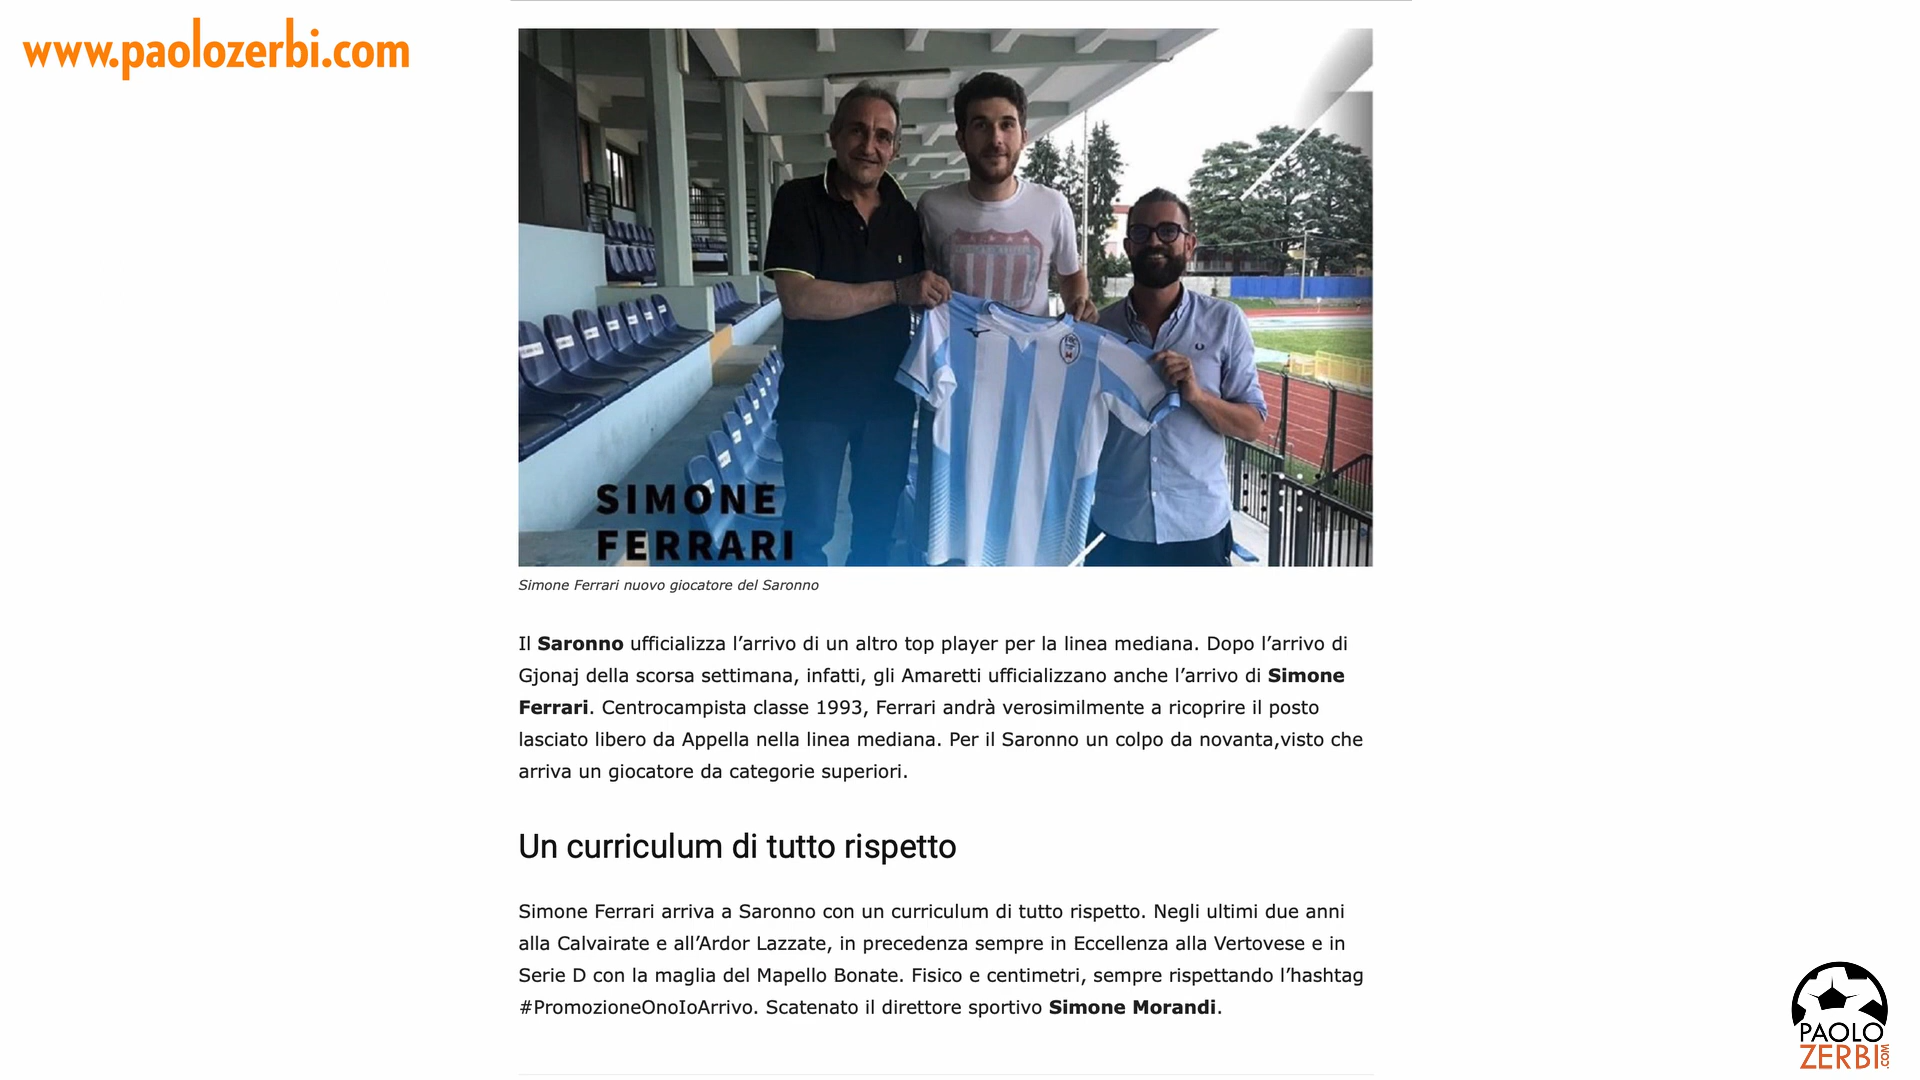 www.paolozerbi.com
SIMONE
FERRARI
Simone Ferrari nuovo giocatore del Saronno
Il Saronno ufficializza l’arrivo di un altro top player per la linea mediana. Dopo l’arrivo di
Gjonaj della scorsa settimana, infatti, gli Amaretti ufficializzano anche l’arrivo di Simone
Ferrari. Centrocampista classe 1993, Ferrari andrà verosimilmente a ricoprire il posto
lasciato libero da Appella nella linea mediana. Per il Saronno un colpo da novanta,visto che
arriva un giocatore da categorie superiori.
Un curriculum di tutto rispetto
Simone Ferrari arriva a Saronno con un curriculum di tutto rispetto. Negli ultimi due anni
alla Calvairate e all’Ardor Lazzate, in precedenza sempre in Eccellenza alla Vertovese e in
Serie D con la maglia del Mapello Bonate. Fisico e centimetri, sempre rispettando l’hashtag
#PromozioneOnoIoArrivo. Scatenato il direttore sportivo Simone Morandi.
PAOLO
ZERBI.COM